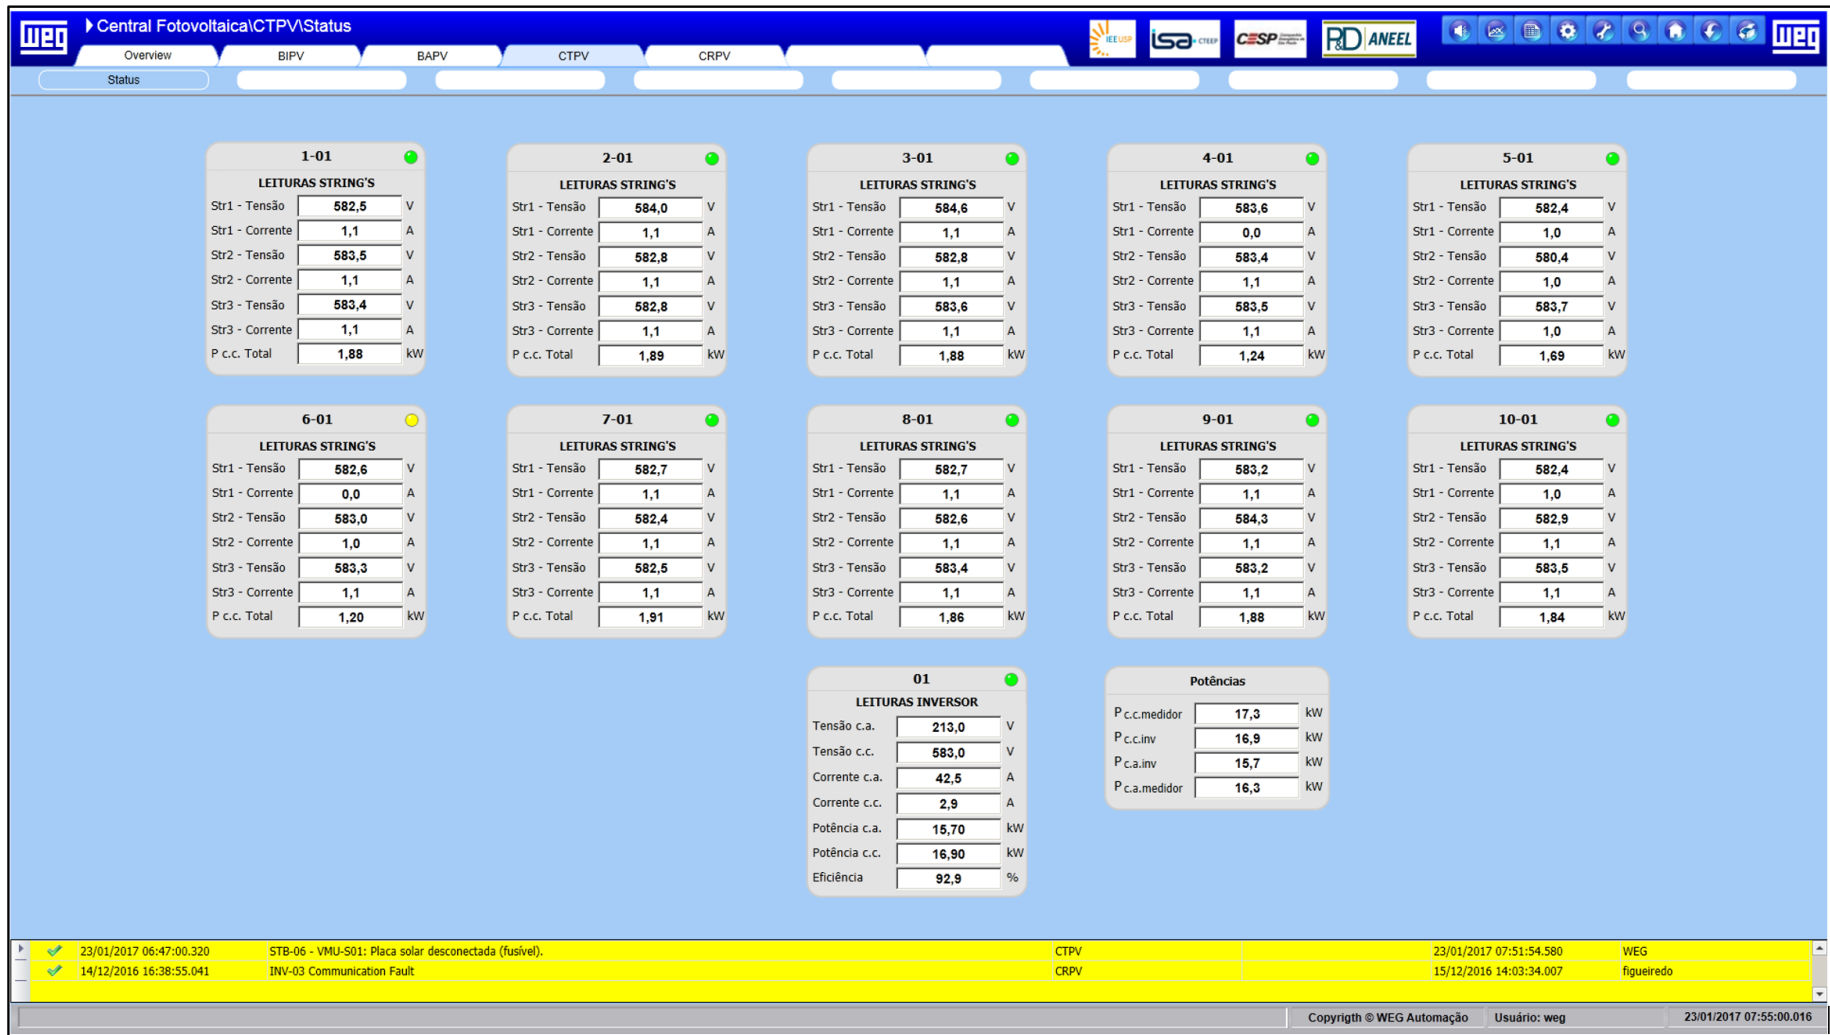 weg
Central Fotovoltaica\CTPV\Status
IEEUSP
isa CTEEP
CESP
P&D ANEEL
weg
Overview BIPV BAPV CTPV CRPV
Status
1-01
LEITURAS STRING'S
Str1 - Tensão 582,5 V
Str1 - Corrente 1,1 A
Str2 - Tensão 583,5 V
Str2 - Corrente 1,1 A
Str3 - Tensão 583,4 V
Str3 - Corrente 1,1 A
P c.c. Total 1,88 kW
2-01
LEITURAS STRING'S
Str1 - Tensão 584,0 V
Str1 - Corrente 1,1 A
Str2 - Tensão 582,8 V
Str2 - Corrente 1,1 A
Str3 - Tensão 582,8 V
Str3 - Corrente 1,1 A
P c.c. Total 1,89 kW
3-01
LEITURAS STRING'S
Str1 - Tensão 584,6 V
Str1 - Corrente 1,1 A
Str2 - Tensão 582,8 V
Str2 - Corrente 1,1 A
Str3 - Tensão 583,6 V
Str3 - Corrente 1,1 A
P c.c. Total 1,88 kW
4-01
LEITURAS STRING'S
Str1 - Tensão 583,6 V
Str1 - Corrente 0,0 A
Str2 - Tensão 583,4 V
Str2 - Corrente 1,1 A
Str3 - Tensão 583,5 V
Str3 - Corrente 1,1 A
P c.c. Total 1,24 kW
5-01
LEITURAS STRING'S
Str1 - Tensão 582,4 V
Str1 - Corrente 1,0 A
Str2 - Tensão 580,4 V
Str2 - Corrente 1,0 A
Str3 - Tensão 583,7 V
Str3 - Corrente 1,0 A
P c.c. Total 1,69 kW
6-01
LEITURAS STRING'S
Str1 - Tensão 582,6 V
Str1 - Corrente 0,0 A
Str2 - Tensão 583,0 V
Str2 - Corrente 1,0 A
Str3 - Tensão 583,3 V
Str3 - Corrente 1,1 A
P c.c. Total 1,20 kW
7-01
LEITURAS STRING'S
Str1 - Tensão 582,7 V
Str1 - Corrente 1,1 A
Str2 - Tensão 582,4 V
Str2 - Corrente 1,1 A
Str3 - Tensão 582,5 V
Str3 - Corrente 1,1 A
P c.c. Total 1,91 kW
8-01
LEITURAS STRING'S
Str1 - Tensão 582,7 V
Str1 - Corrente 1,1 A
Str2 - Tensão 582,6 V
Str2 - Corrente 1,1 A
Str3 - Tensão 583,4 V
Str3 - Corrente 1,1 A
P c.c. Total 1,86 kW
9-01
LEITURAS STRING'S
Str1 - Tensão 583,2 V
Str1 - Corrente 1,1 A
Str2 - Tensão 584,3 V
Str2 - Corrente 1,1 A
Str3 - Tensão 583,2 V
Str3 - Corrente 1,1 A
P c.c. Total 1,88 kW
10-01
LEITURAS STRING'S
Str1 - Tensão 582,4 V
Str1 - Corrente 1,0 A
Str2 - Tensão 582,9 V
Str2 - Corrente 1,1 A
Str3 - Tensão 583,5 V
Str3 - Corrente 1,1 A
P c.c. Total 1,84 kW
01
LEITURAS INVERSOR
Tensão c.a. 213,0 V
Tensão c.c. 583,0 V
Corrente c.a. 42,5 A
Corrente c.c. 2,9 A
Potência c.a. 15,70 kW
Potência c.c. 16,90 kW
Eficiência 92,9 %
Potências
P c.c.medidor 17,3 kW
P c.c.inv 16,9 kW
P c.a.inv 15,7 kW
P c.a.medidor 16,3 kW
23/01/2017 06:47:00.320 STB-06 - VMU-S01: Placa solar desconectada (fusível). CTPV 23/01/2017 07:51:54.580 WEG
14/12/2016 16:38:55.041 INV-03 Communication Fault CRPV 15/12/2016 14:03:34.007 figueiredo
Copyrigth © WEG Automação Usuário: weg 23/01/2017 07:55:00.016